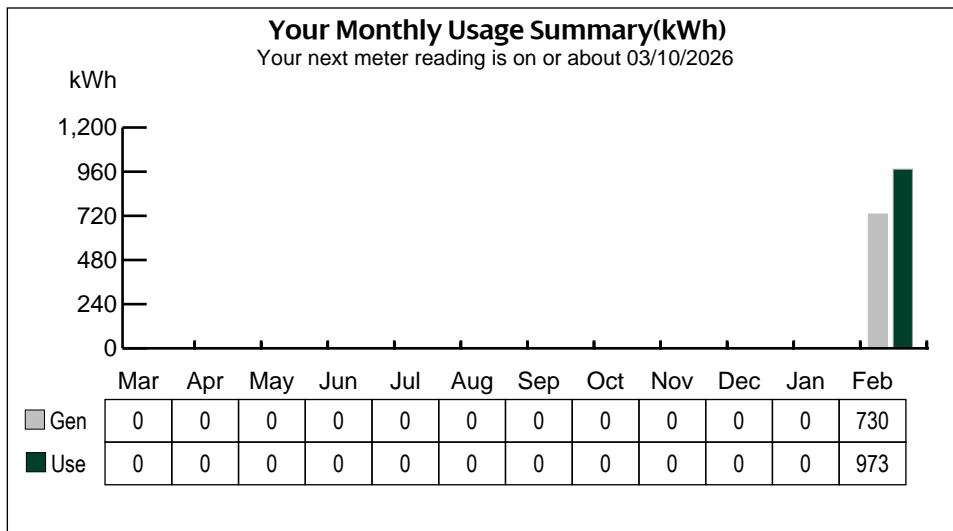 Your Monthly Usage Summary(kWh)
Your next meter reading is on or about 03/10/2026
kWh
1,200
960
720
480
240
0
Mar Apr May Jun Jul Aug Sep Oct Nov Dec Jan Feb
Gen 0 0 0 0 0 0 0 0 0 0 0 730
Use 0 0 0 0 0 0 0 0 0 0 0 973